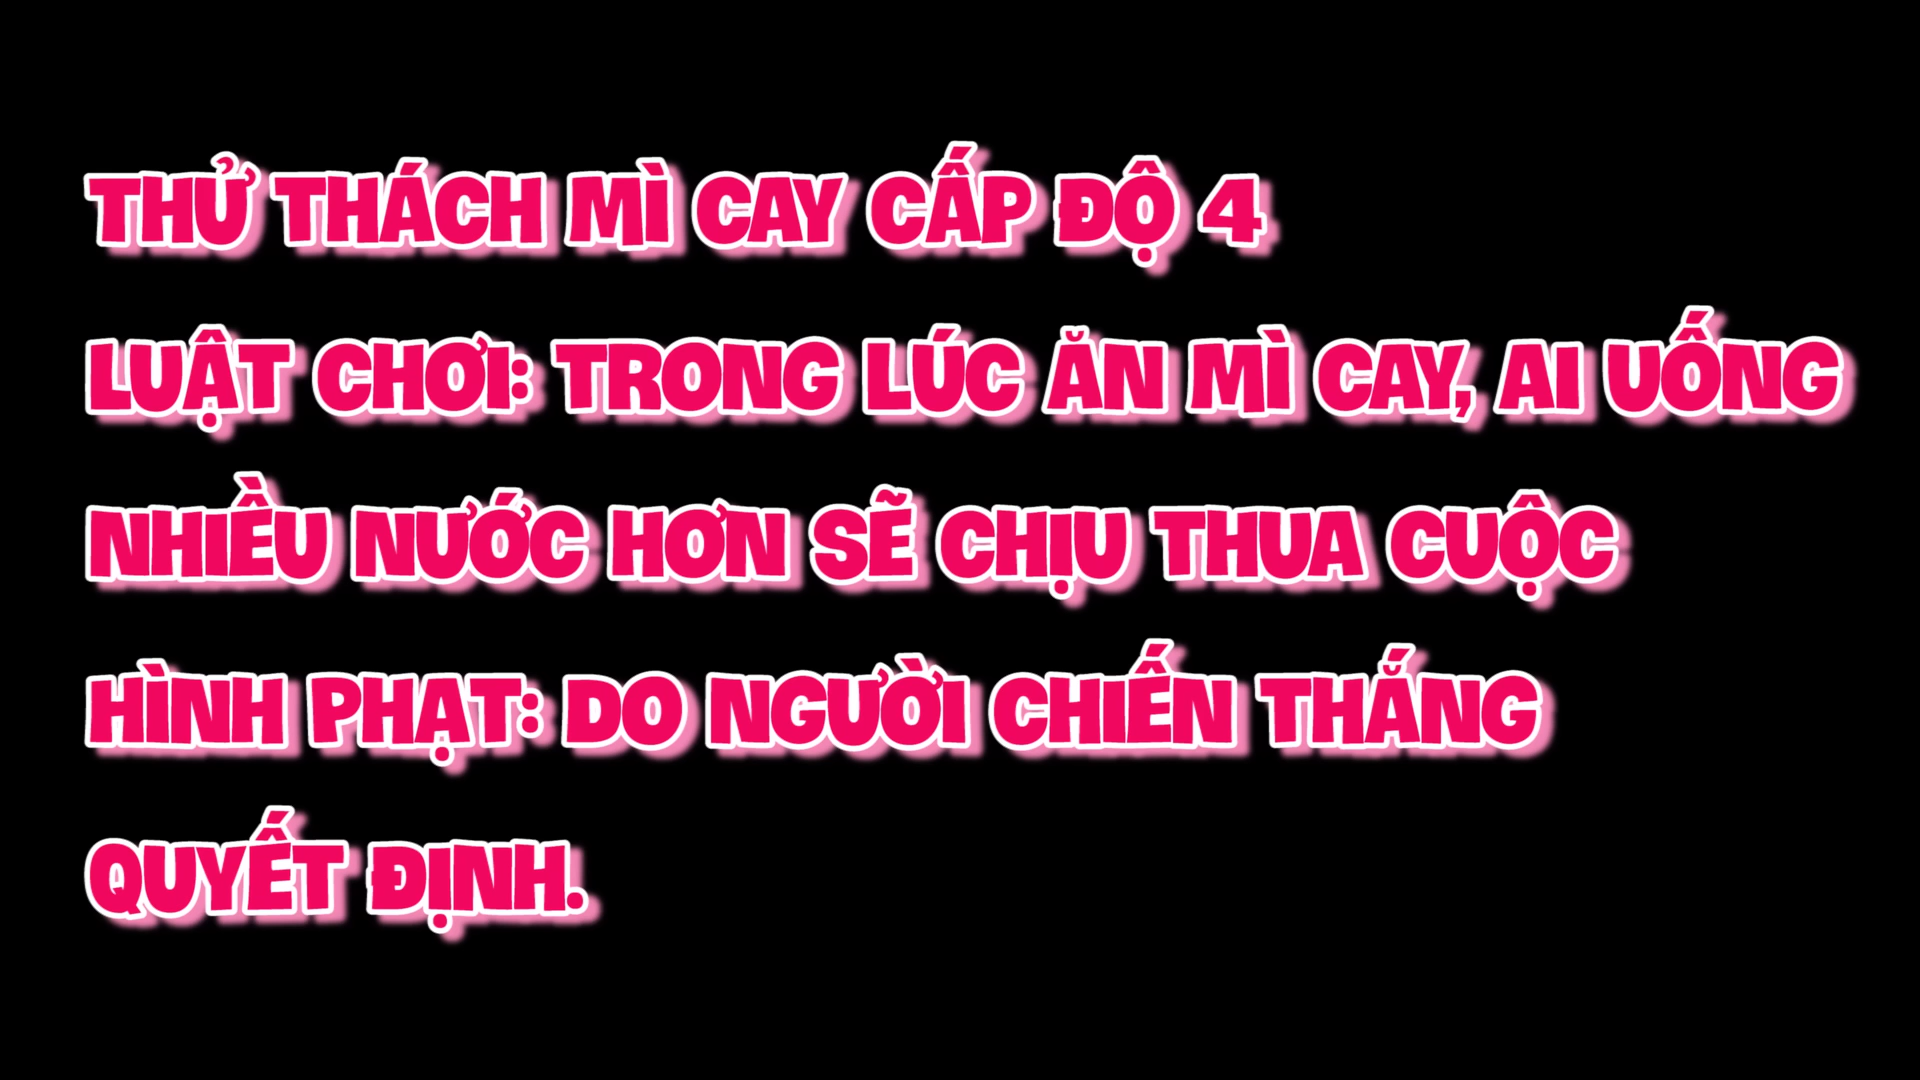 THỬ THÁCH MÌ CAY CẤP ĐỘ 4
LUẬT CHƠI: TRONG LÚC ĂN MÌ CAY, AI UỐNG
NHIỀU NƯỚC HƠN SẼ CHỊU THUA CUỘC
HÌNH PHẠT: DO NGƯỜI CHIẾN THẮNG
QUYẾT ĐỊNH.